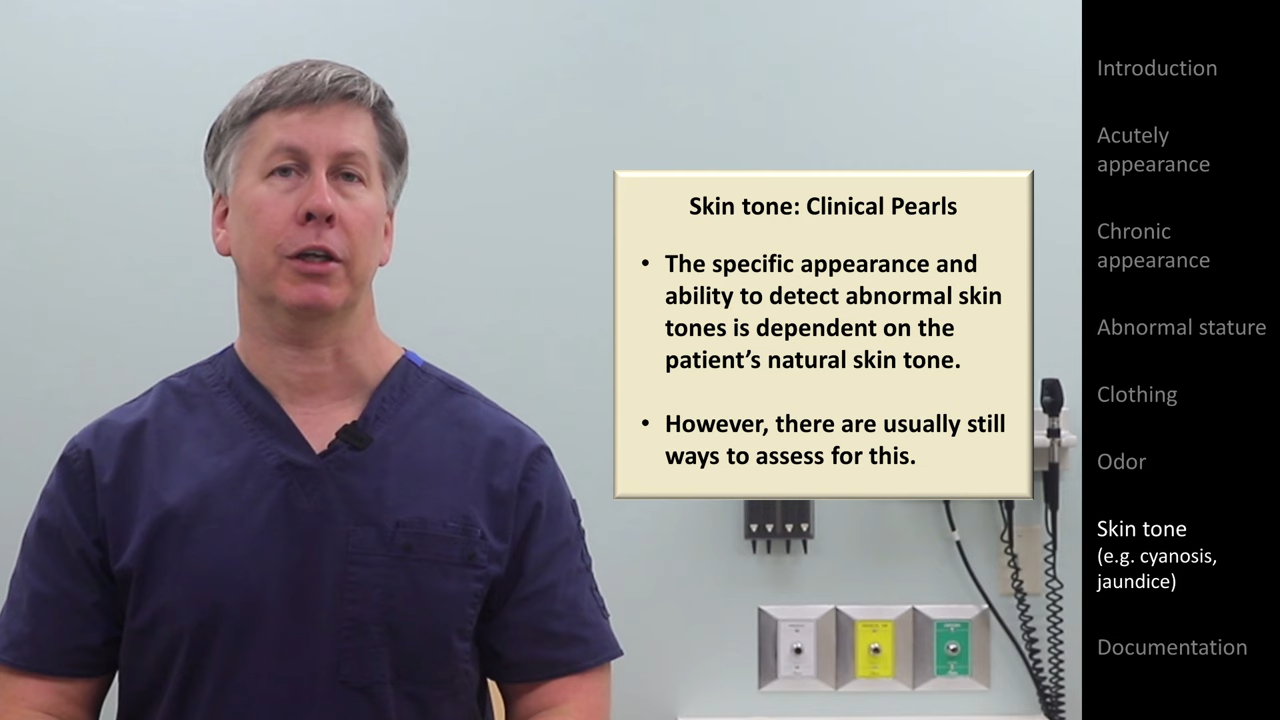 Skin tone: Clinical Pearls
• The specific appearance and
ability to detect abnormal skin
tones is dependent on the
patient's natural skin tone.
• However, there are usually still
ways to assess for this.
Introduction
Acutely
appearance
Chronic
appearance
Abnormal stature
Clothing
Odor
Skin tone
(e.g. cyanosis,
jaundice)
Documentation